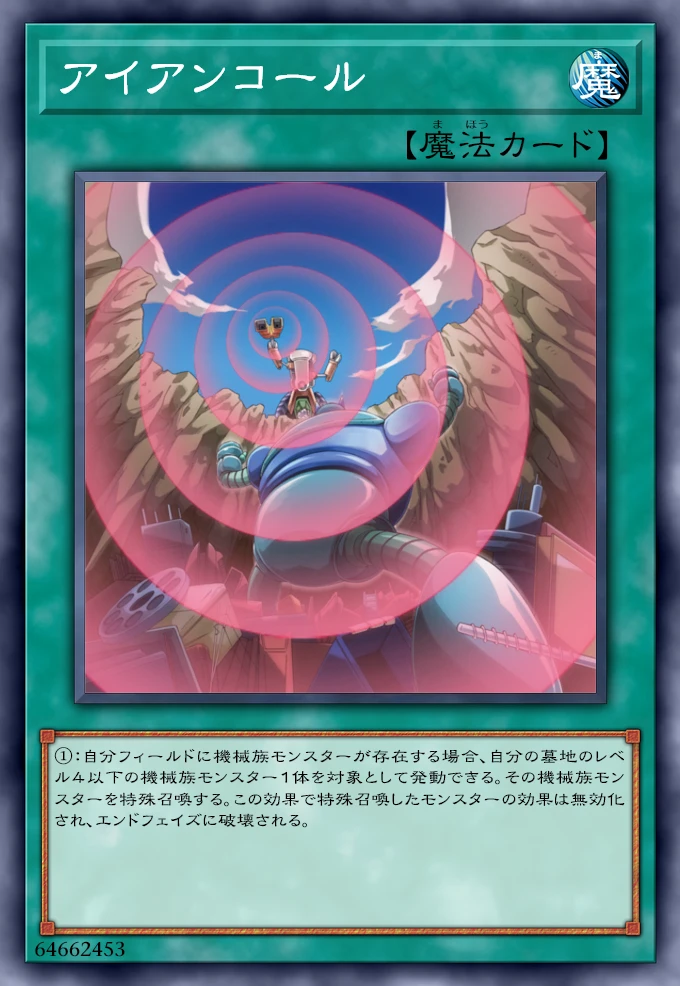 アイアンコール
魔
ま
【魔法カード】
ま ほう
①:自分フィールドに機械族モンスターが存在する場合、自分の墓地のレベ
ル4以下の機械族モンスター1体を対象として発動できる。その機械族モン
スターを特殊召喚する。この効果で特殊召喚したモンスターの効果は無効化
され、エンドフェイズに破壊される。
64662453